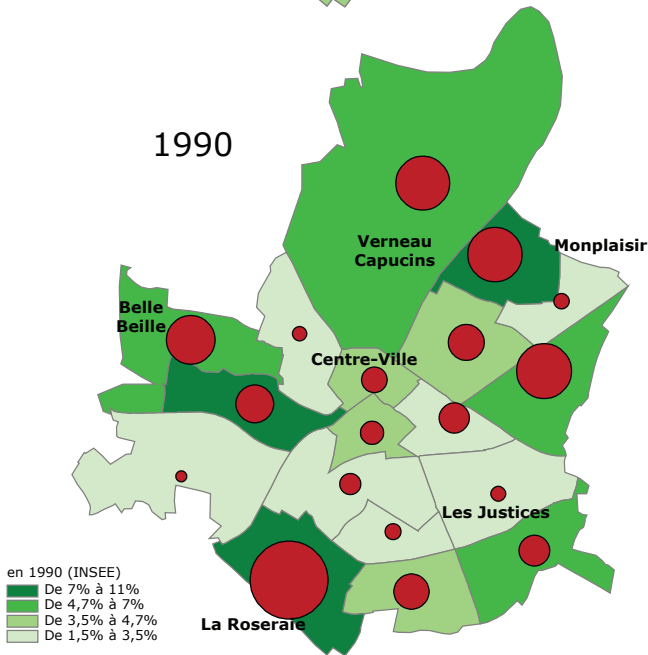 1990
Verneau
Capucins
Monplaisir
Belle
Beille
Centre-Ville
Les Justices
La Roseraie
en 1990 (INSEE)
De 7% à 11%
De 4,7% à 7%
De 3,5% à 4,7%
De 1,5% à 3,5%